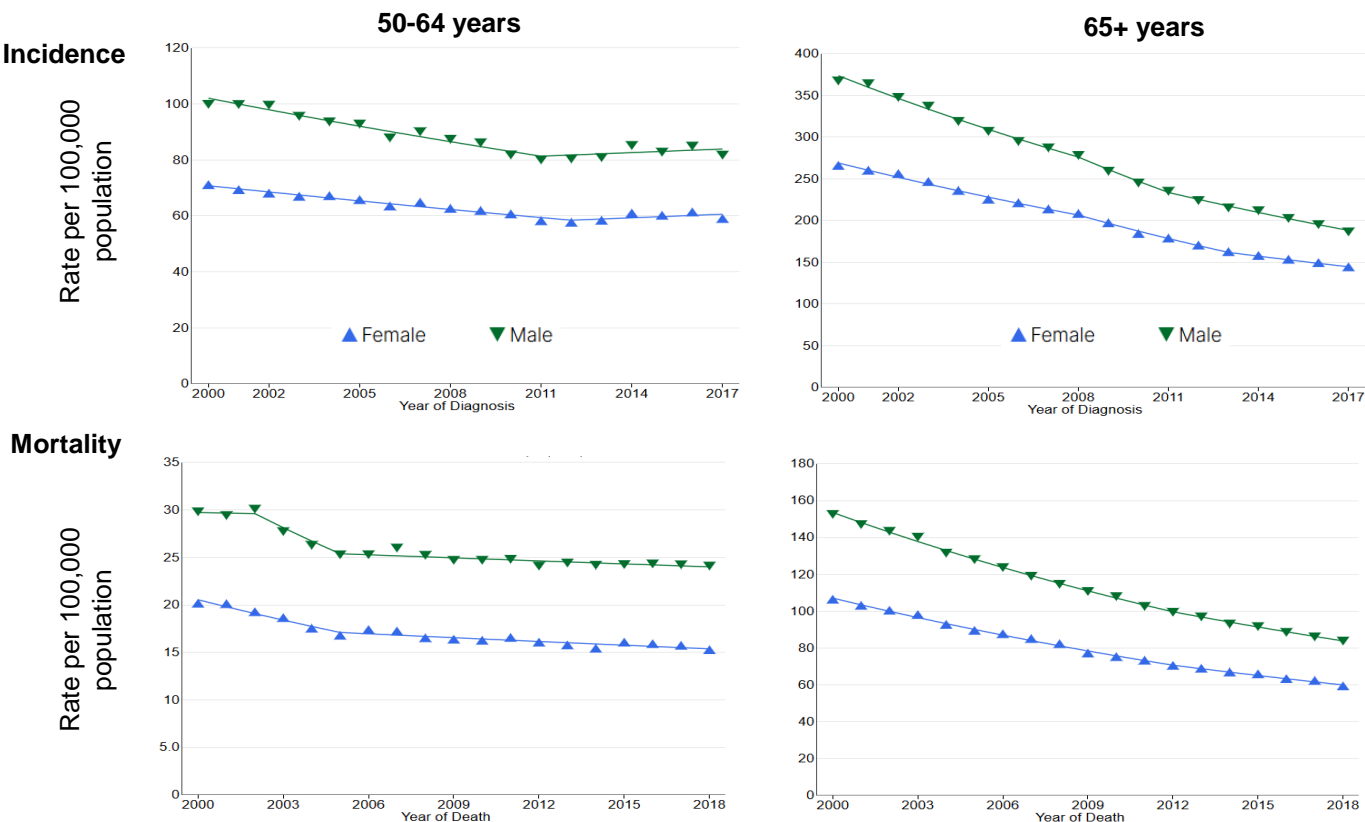 50-64 years
65+ years
Incidence
Rate per 100,000
population
120
100
80
60
40
20
0
Female
Male
2000 2002 2005 2008 2011 2014 2017
Year of Diagnosis
400
350
300
250
200
150
100
50
0
Female
Male
2000 2002 2005 2008 2011 2014 2017
Year of Diagnosis
Mortality
Rate per 100,000
population
35
30
25
20
15
10
5.0
0
2000 2003 2006 2009 2012 2015 2018
Year of Death
180
160
140
120
100
80
60
40
20
0
2000 2003 2006 2009 2012 2015 2018
Year of Death